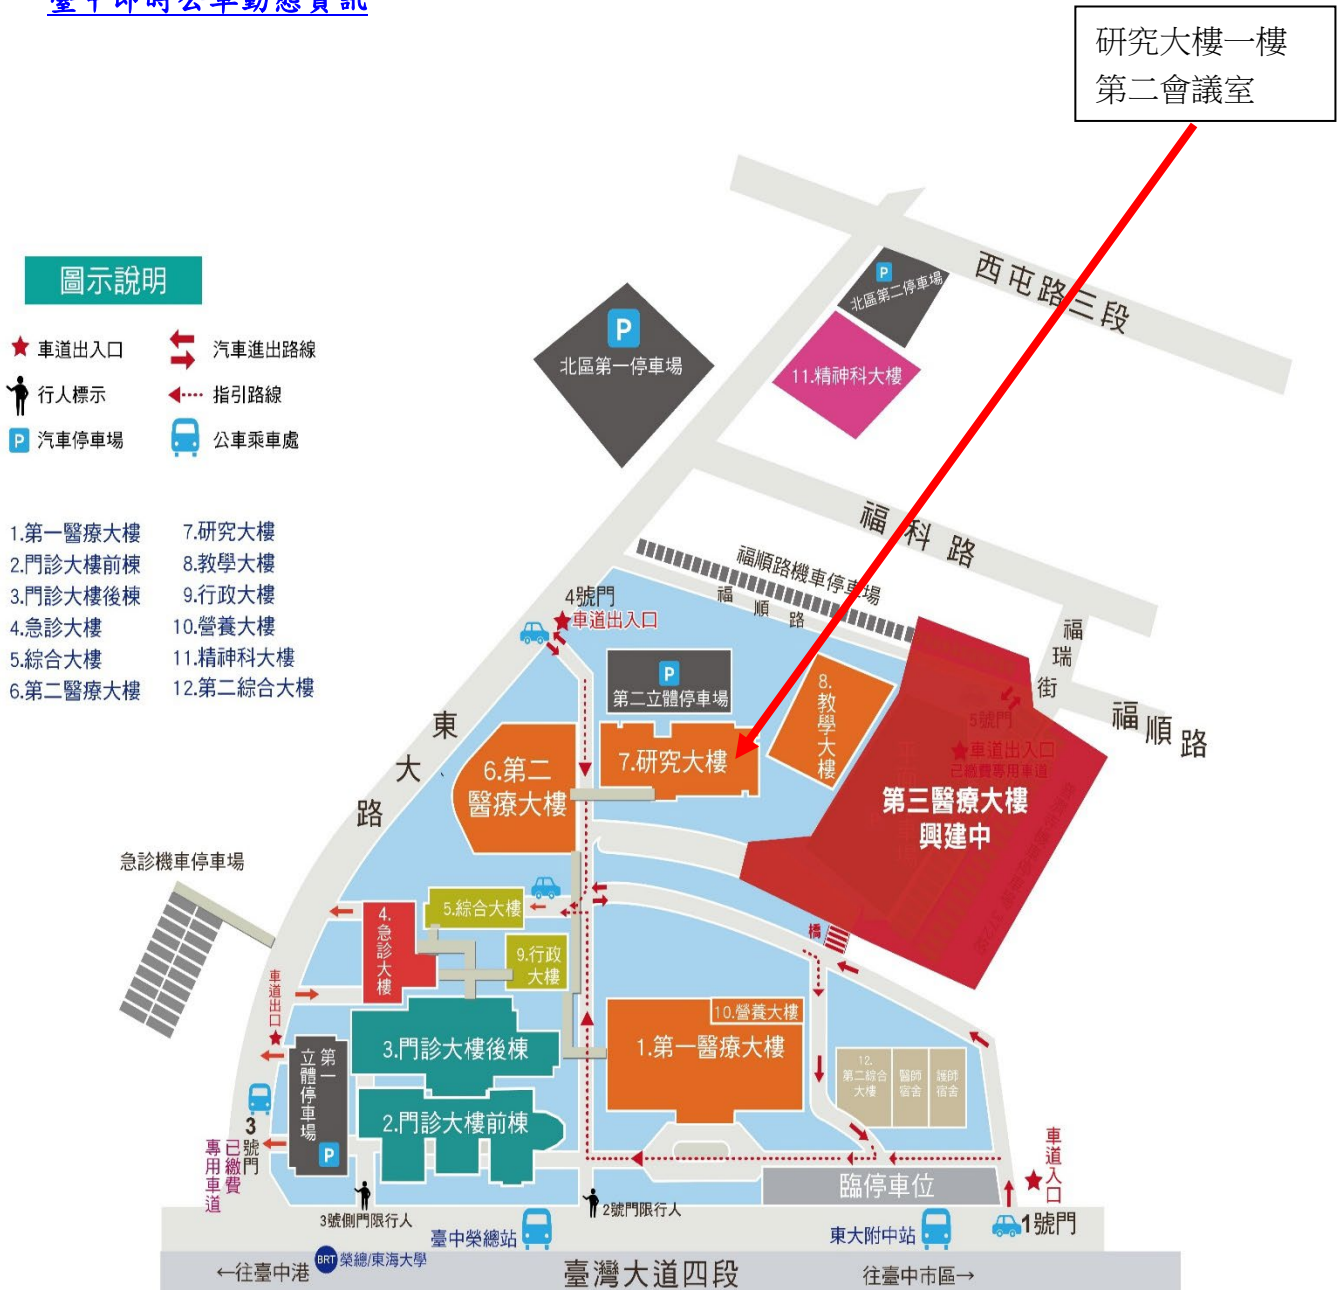 臺中即時公車動態資訊
研究大樓一樓
第二會議室
圖示說明
車道出入口
汽車進出路線
行人標示
指引路線
P 汽車停車場
公車乘車處
1.第一醫療大樓
2.門診大樓前棟
3.門診大樓後棟
4.急診大樓
5.綜合大樓
6.第二醫療大樓
7.研究大樓
8.教學大樓
9.行政大樓
10.營養大樓
11.精神科大樓
12.第二綜合大樓
西屯路三段
P
北區第二停車場
P
北區第一停車場
11.精神科大樓
福科路
福順路機車停車場
福順路
福瑞街
福順路
4號門
車道出入口
P
第二立體停車場
8.教學大樓
7.研究大樓
6.第二
醫療大樓
5號門
車道出入口
已繳費專用車道
第三醫療大樓
興建中
東大路
急診機車停車場
4.急診大樓
5.綜合大樓
9.行政
大樓
橋
車道出口
10.營養大樓
1.第一醫療大樓
3.門診大樓後棟
2.門診大樓前棟
第一
立體停車場
P
12.
第二綜合
大樓
醫師
宿舍
護師
宿舍
3號門
已繳費
專用車道
車道入口
臨停車位
1號門
3號側門限行人
2號門限行人
臺中榮總站
東大附中站
BRT 榮總/東海大學
←往臺中港
臺灣大道四段
往臺中市區→